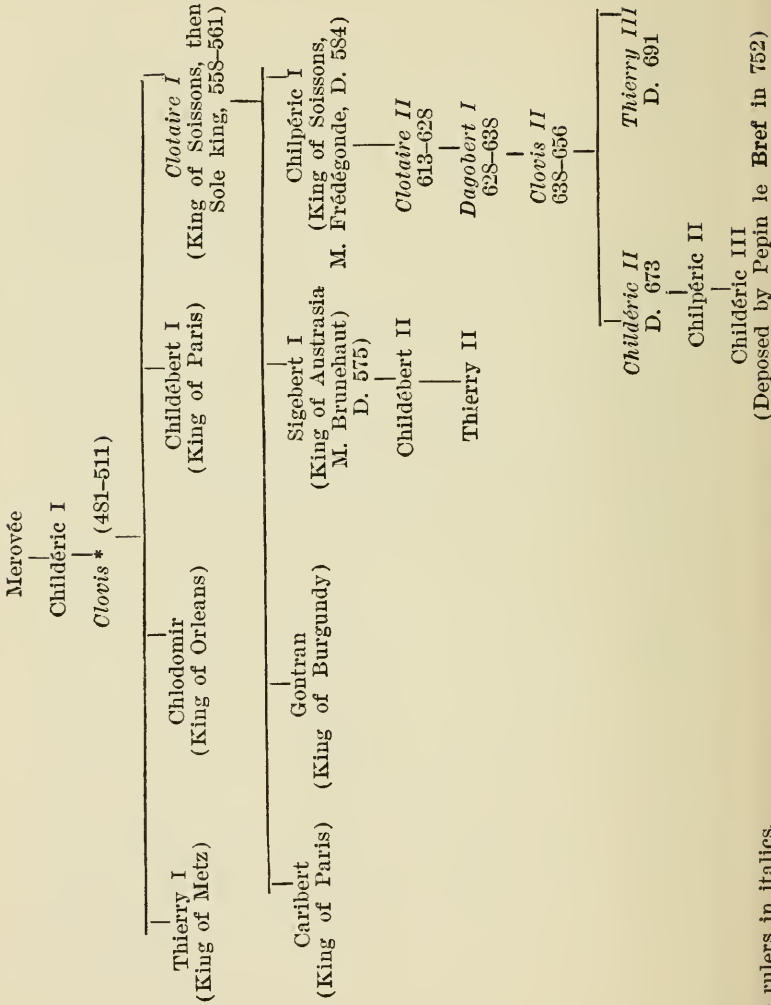 Merovée
Childéric I
Clovis * (481–511)
Thierry I
(King of Metz)
Chlodomir
(King of Orleans)
Childébert I
(King of Paris)
Clotaire I
(King of Soissons, then
Sole king, 558–561)
Caribert
(King of Paris)
Gontran
(King of Burgundy)
Sigebert I
(King of Austrasia
M. Brunehaut)
D. 575)
Chilpéric I
(King of Soissons,
M. Frédégonde, D. 584)
Childébert II
Thierry II
Clotaire II
613–628
Dagobert I
628–638
Clovis II
638–656
Childéric II
D. 673
Thierry III
D. 691
Chilpéric II
Childéric III
(Deposed by Pepin le Bref in 752)
rulers in italics.